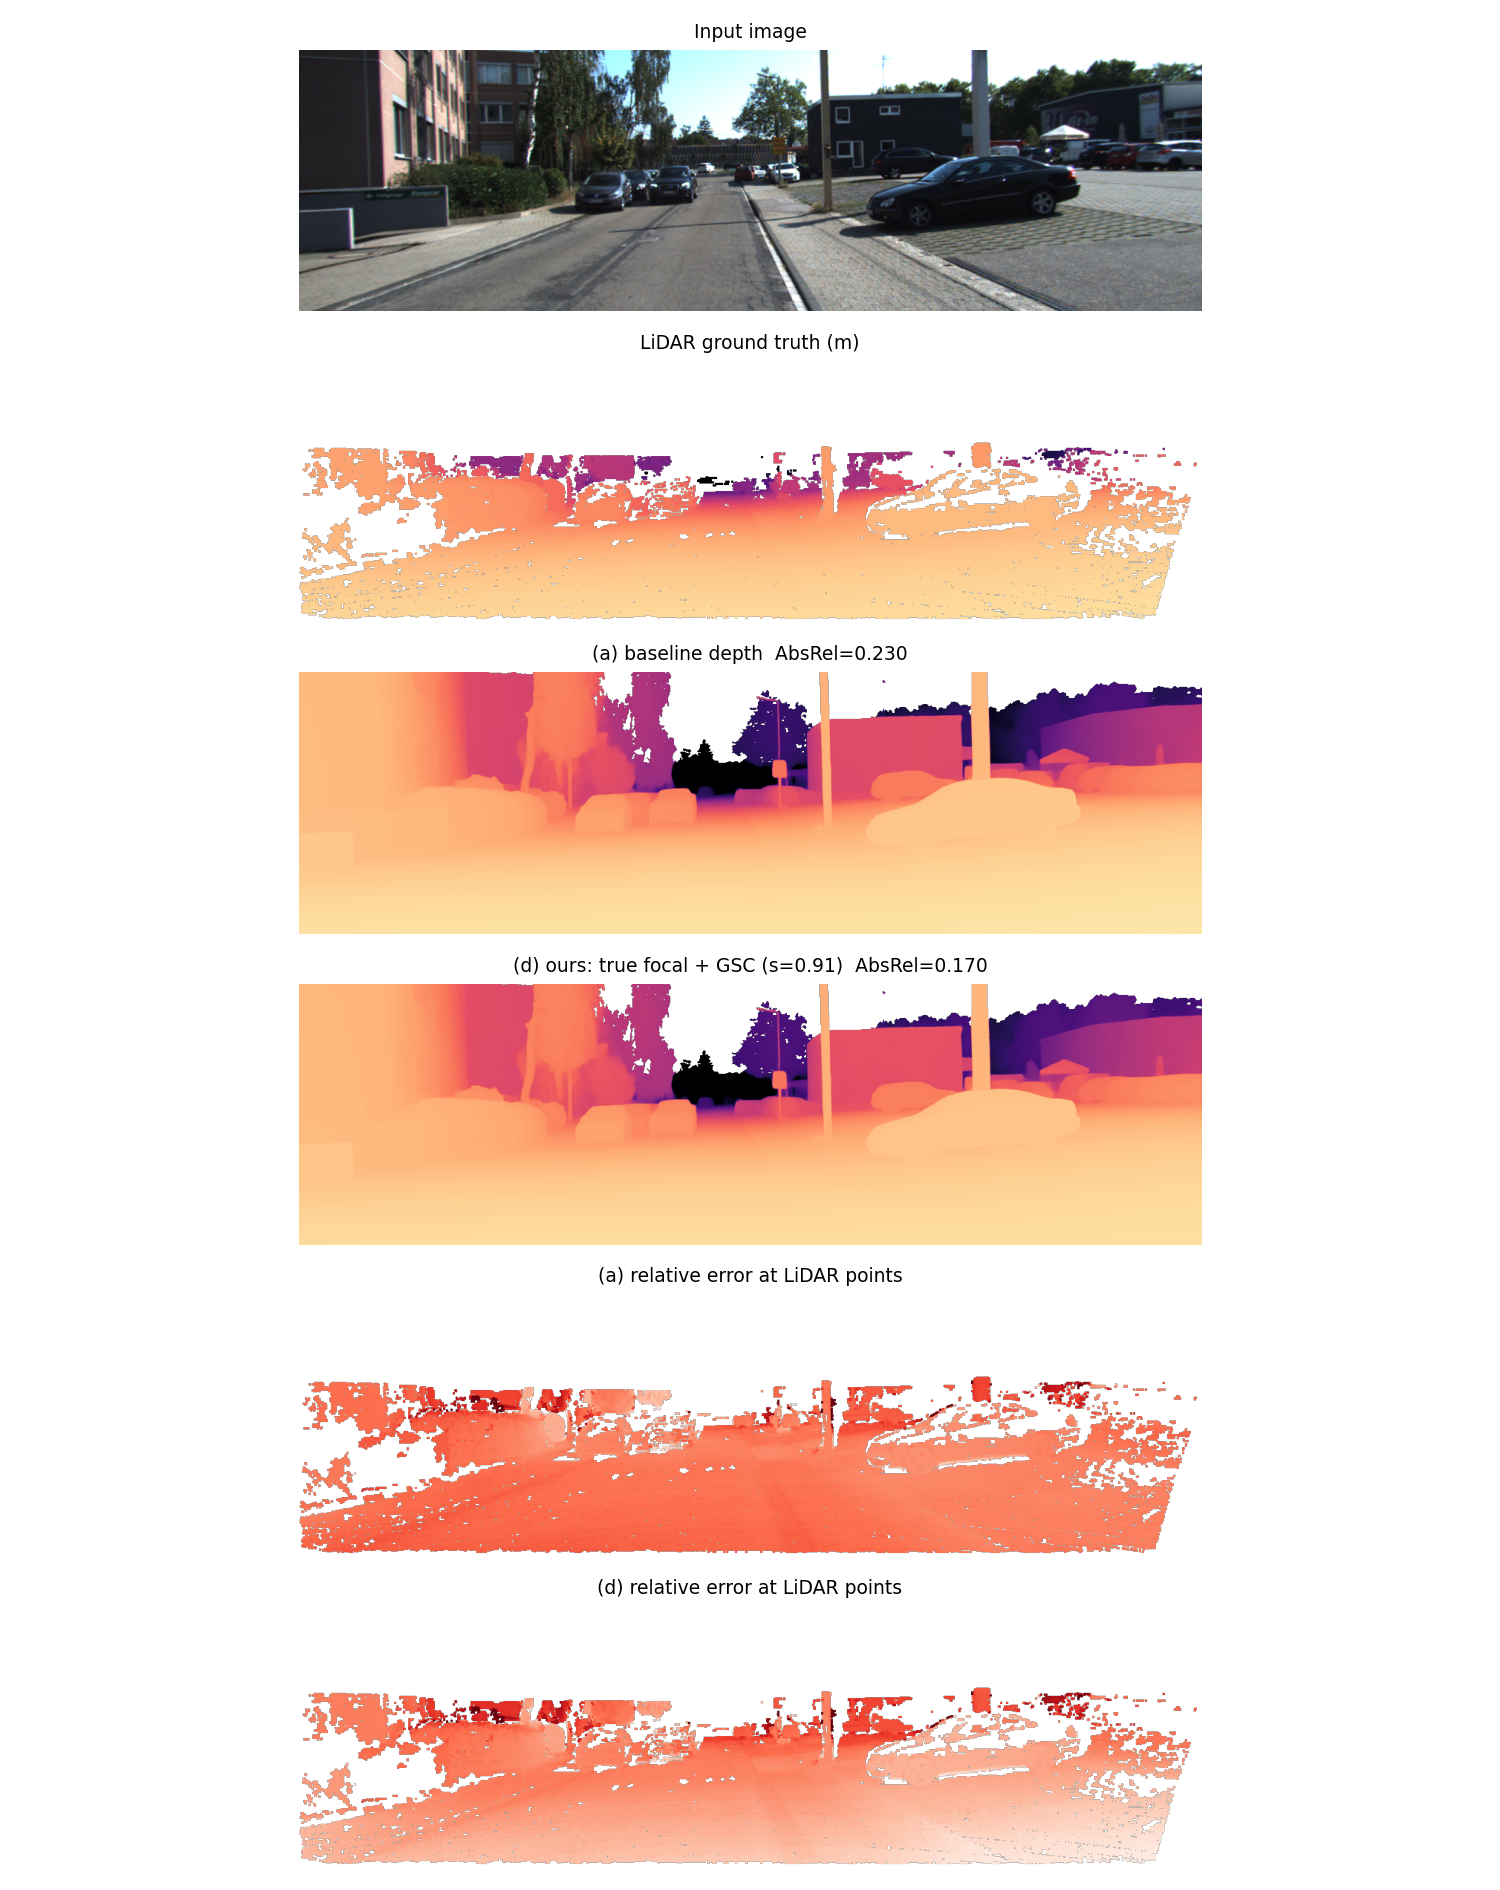 Input image
LiDAR ground truth (m)
(a) baseline depth  AbsRel=0.230
(d) ours: true focal + GSC (s=0.91)  AbsRel=0.170
(a) relative error at LiDAR points
(d) relative error at LiDAR points